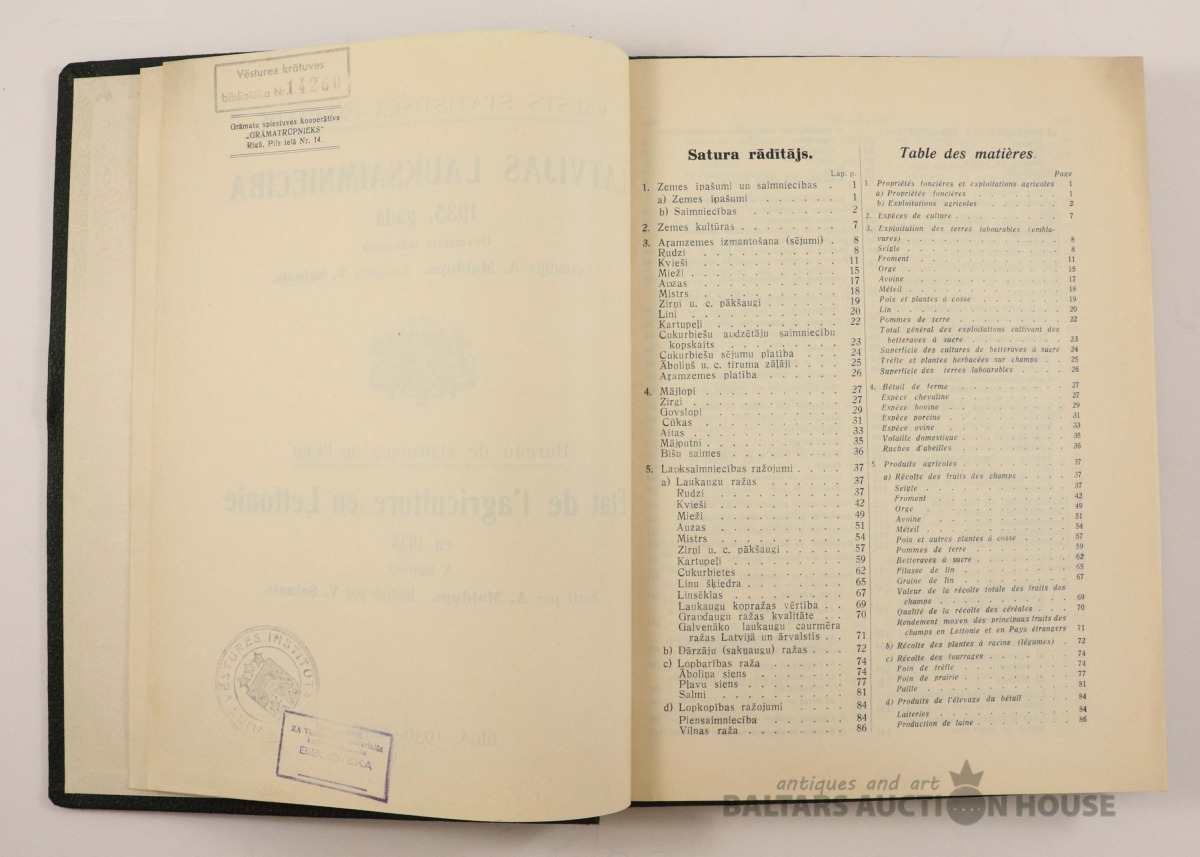 Vēstures krātuves
bibliotēka Nr. 14260
Grāmatu spiestuves kooperātīvs
„GRĀMATRŪPNIEKS“
Rīgā, Pils ielā Nr. 14.
LATVIJAS LAUKSAIMNIECĪBA
1935. gadā
Bureau de statistique de l'État
État de l'agriculture en Lettonie
en 1935
VĒSTURES INSTITŪT
BIBLIOTEKA
Satura rādītājs.
Lap. p.
1. Zemes īpašumi un saimniecības . 1
a) Zemes īpašumi . . . . . . 1
b) Saimniecības . . . . . . 2
2. Zemes kultūras . . . . . . . 7
3. Aŗamzemes izmantošana (sējumi) . 8
Rudzi . . . . . . . . . . 8
Kvieši . . . . . . . . . . 11
Mieži . . . . . . . . . . 15
Auzas . . . . . . . . . . 17
Mistrs . . . . . . . . . . 18
Zirņi u. c. pākšaugi . . . . . 19
Lini . . . . . . . . . . 20
Kartupeļi . . . . . . . . . 22
Cukurbiešu audzētāju saimniecību
kopskaits . . . . . . . . 23
Cukurbiešu sējumu platība . . . 24
Āboliņš u. c. tīruma zālāji . . . 25
Aŗamzemes platība . . . . . . 26
4. Mājlopi . . . . . . . . . 27
Zirgi . . . . . . . . . . 27
Govslopi . . . . . . . . . 29
Cūkas . . . . . . . . . . 31
Aitas . . . . . . . . . . 33
Mājputni . . . . . . . . . 35
Bišu saimes . . . . . . . . 36
5. Lauksaimniecības ražojumi . . . 37
a) Laukaugu ražas . . . . . . 37
Rudzi . . . . . . . . . 37
Kvieši . . . . . . . . . 42
Mieži . . . . . . . . . 49
Auzas . . . . . . . . . 51
Mistrs . . . . . . . . . 54
Zirņi u. c. pākšaugi . . . . 57
Kartupeļi . . . . . . . . 59
Cukurbietes . . . . . . . 62
Linu šķiedra . . . . . . . 65
Linsēklas . . . . . . . . 67
Laukaugu kopražas vērtība . . 69
Graudaugu ražas kvalitāte . . 70
Galvenāko laukaugu caurmēra
ražas Latvijā un ārvalstīs . . 71
b) Dārzāju (sakņaugu) ražas . . . 72
c) Lopbarības raža . . . . . . 74
Āboliņa siens . . . . . . . 74
Pļavu siens . . . . . . . 77
Salmi . . . . . . . . . 81
d) Lopkopības ražojumi . . . . 84
Piensaimniecība . . . . . . 84
Vilnas raža . . . . . . . 86
Table des matières.
Page
1. Propriétés foncières et exploitations agricoles 1
a) Propriétés foncières . . . . . . 1
b) Exploitations agricoles . . . . . 2
2. Espèces de culture . . . . . . . 7
3. Exploitation des terres labourables (embla-
vures) . . . . . . . . . . 8
Seigle . . . . . . . . . . 8
Froment . . . . . . . . . 11
Orge . . . . . . . . . . 15
Avoine . . . . . . . . . . 17
Méteil . . . . . . . . . . 18
Pois et plantes à cosse . . . . . 19
Lin . . . . . . . . . . . 20
Pommes de terre . . . . . . . 22
Total général des exploitations cultivant des
betteraves à sucre . . . . . . 23
Superficie des cultures de betteraves à sucre 24
Trèfle et plantes herbacées sur champs . . 25
Superficie des terres labourables . . . . 26
4. Bétail de ferme . . . . . . . 27
Espèce chevaline . . . . . . . 27
Espèce bovine . . . . . . . . 29
Espèce porcine . . . . . . . . 31
Espèce ovine . . . . . . . . 33
Volaille domestique . . . . . . 35
Ruches d'abeilles . . . . . . . 36
5. Produits agricoles . . . . . . . 37
a) Récolte des fruits des champs . . . . 37
Seigle . . . . . . . . . . 37
Froment . . . . . . . . . 42
Orge . . . . . . . . . . 49
Avoine . . . . . . . . . 51
Méteil . . . . . . . . . 54
Pois et autres plantes à cosse . . . . 57
Pommes de terre . . . . . . . 59
Betteraves à sucre . . . . . . 62
Filasse de lin . . . . . . . . 65
Graine de lin . . . . . . . . 67
Valeur de la récolte totale des fruits des
champs . . . . . . . . . 69
Qualité de la récolte des céréales . . . 70
Rendement moyen des principaux fruits des
champs en Lettonie et en Pays étrangers 71
b) Récolte des plantes à racine (légumes) . 72
c) Récolte des fourrages . . . . . . 74
Foin de trèfle . . . . . . . 74
Foin de prairie . . . . . . . 77
Paille . . . . . . . . . . 81
d) Produits de l'élevage du bétail . . . . 84
Laiteries . . . . . . . . . 84
Production de laine . . . . . . 86
antiques and art
BALTARS AUCTION HOUSE